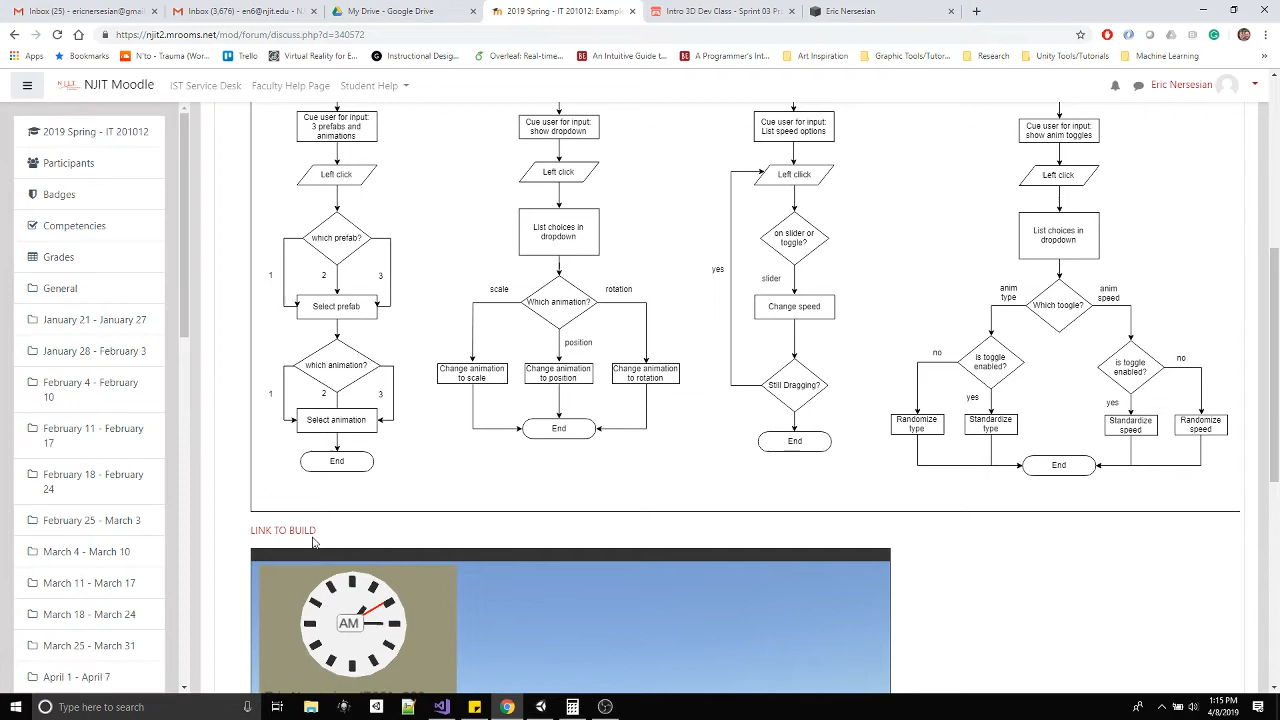 Inbox (3,255) - ericnersesian@gmai
Inbox (3,676) - en6@njit.edu - N
My Drive - Google Drive
2019 Spring - IT 201012: Example
Intro 3D Dev Class - Sprint 03 Pr
Eric Nersesian
https://njit2.mrooms.net/mod/forum/discuss.php?d=340572
Apps
Bookmarks
N - Trauma (Wor
Trello
Instructional Desig
Overleaf: Real-time
An Intuitive Guide t
A Programmer's Int
Art Inspiration
Graphic Tools/Tutor
Research
Unity Tools/Tutorials
Machine Learning
NJIT Moodle
IST Service Desk
Faculty Help Page
Student Help
Eric Nersesian
2019 Spring - IT 201012
Participants
Badges
Competencies
Grades
General
January 21 - January 27
January 28 - February 3
February 4 - February
10
February 11 - February
17
February 18 - February
24
February 25 - March 3
March 4 - March 10
March 11 - March 17
March 18 - March 24
March 25 - March 31
April 1 - April 7
Cue user for input:
3 prefabs and
animations
Left click
which prefab?
1
2
3
Select prefab
which animation?
1
2
3
Select animation
End
Cue user for input:
show dropdown
Left click
List choices in
dropdown
scale
Which animation?
rotation
position
Change animation
to scale
Change animation
to position
Change animation
to rotation
End
Cue user for input:
List speed options
Left cllick
on slider or
toggle?
yes
slider
Change speed
Still Dragging?
End
Cue user for input:
show anim toggles
Left click
List choices in
dropdown
anim
type
Which toogle?
anim
speed
no
is toggle
enabled?
yes
is toggle
enabled?
no
yes
Randomize
type
Standardize
type
Standardize
speed
Randomize
speed
End
LINK TO BUILD
AM
Type here to search
1:15 PM
4/8/2019